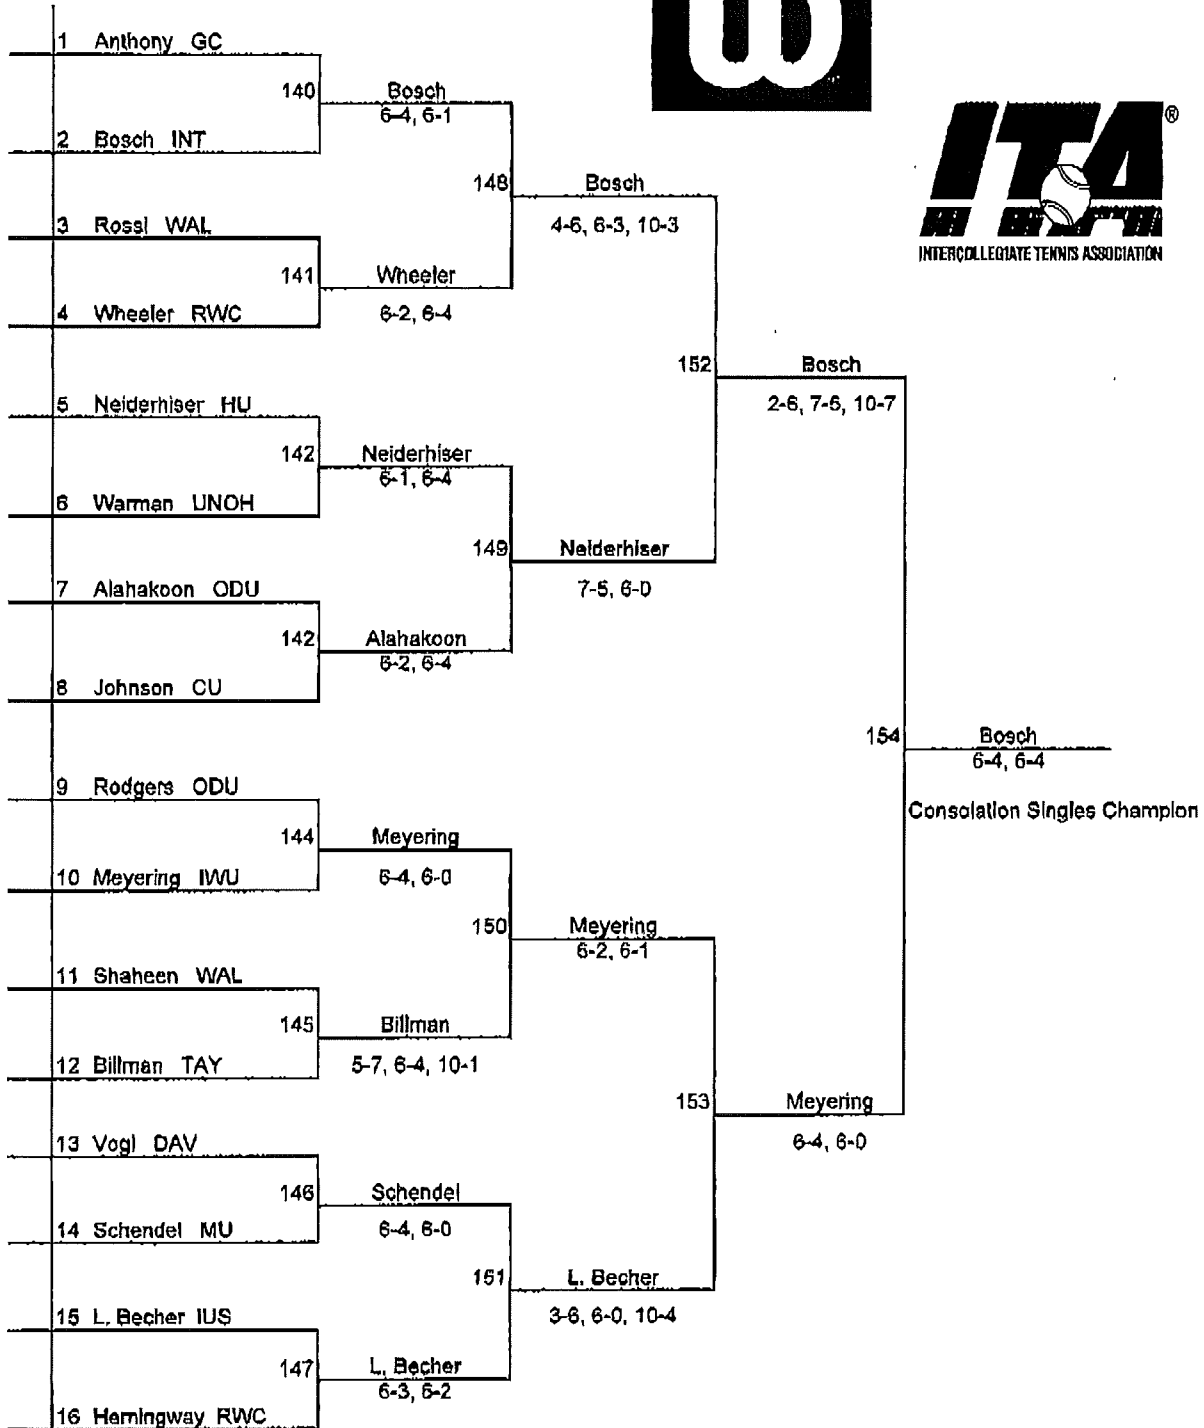 1 Anthony GC
140 Bosch
6-4, 6-1
2 Bosch INT
148 Bosch
4-6, 6-3, 10-3
3 Rossi WAL
141 Wheeler
6-2, 6-4
4 Wheeler RWC
152 Bosch
2-6, 7-5, 10-7
5 Neiderhiser HU
142 Neiderhiser
6-1, 6-4
6 Warman UNOH
149 Neiderhiser
7-5, 6-0
7 Alahakoon ODU
142 Alahakoon
6-2, 6-4
8 Johnson CU
154 Bosch
6-4, 6-4
Consolation Singles Champion
9 Rodgers ODU
144 Meyering
6-4, 6-0
10 Meyering IWU
150 Meyering
6-2, 6-1
11 Shaheen WAL
145 Billman
5-7, 6-4, 10-1
12 Billman TAY
153 Meyering
6-4, 6-0
13 Vogl DAV
146 Schendel
6-4, 6-0
14 Schendel MU
151 L. Becher
3-6, 6-0, 10-4
15 L. Becher IUS
147 L. Becher
6-3, 6-2
16 Hemingway RWC
ITA®
INTERCOLLEGIATE TENNIS ASSOCIATION